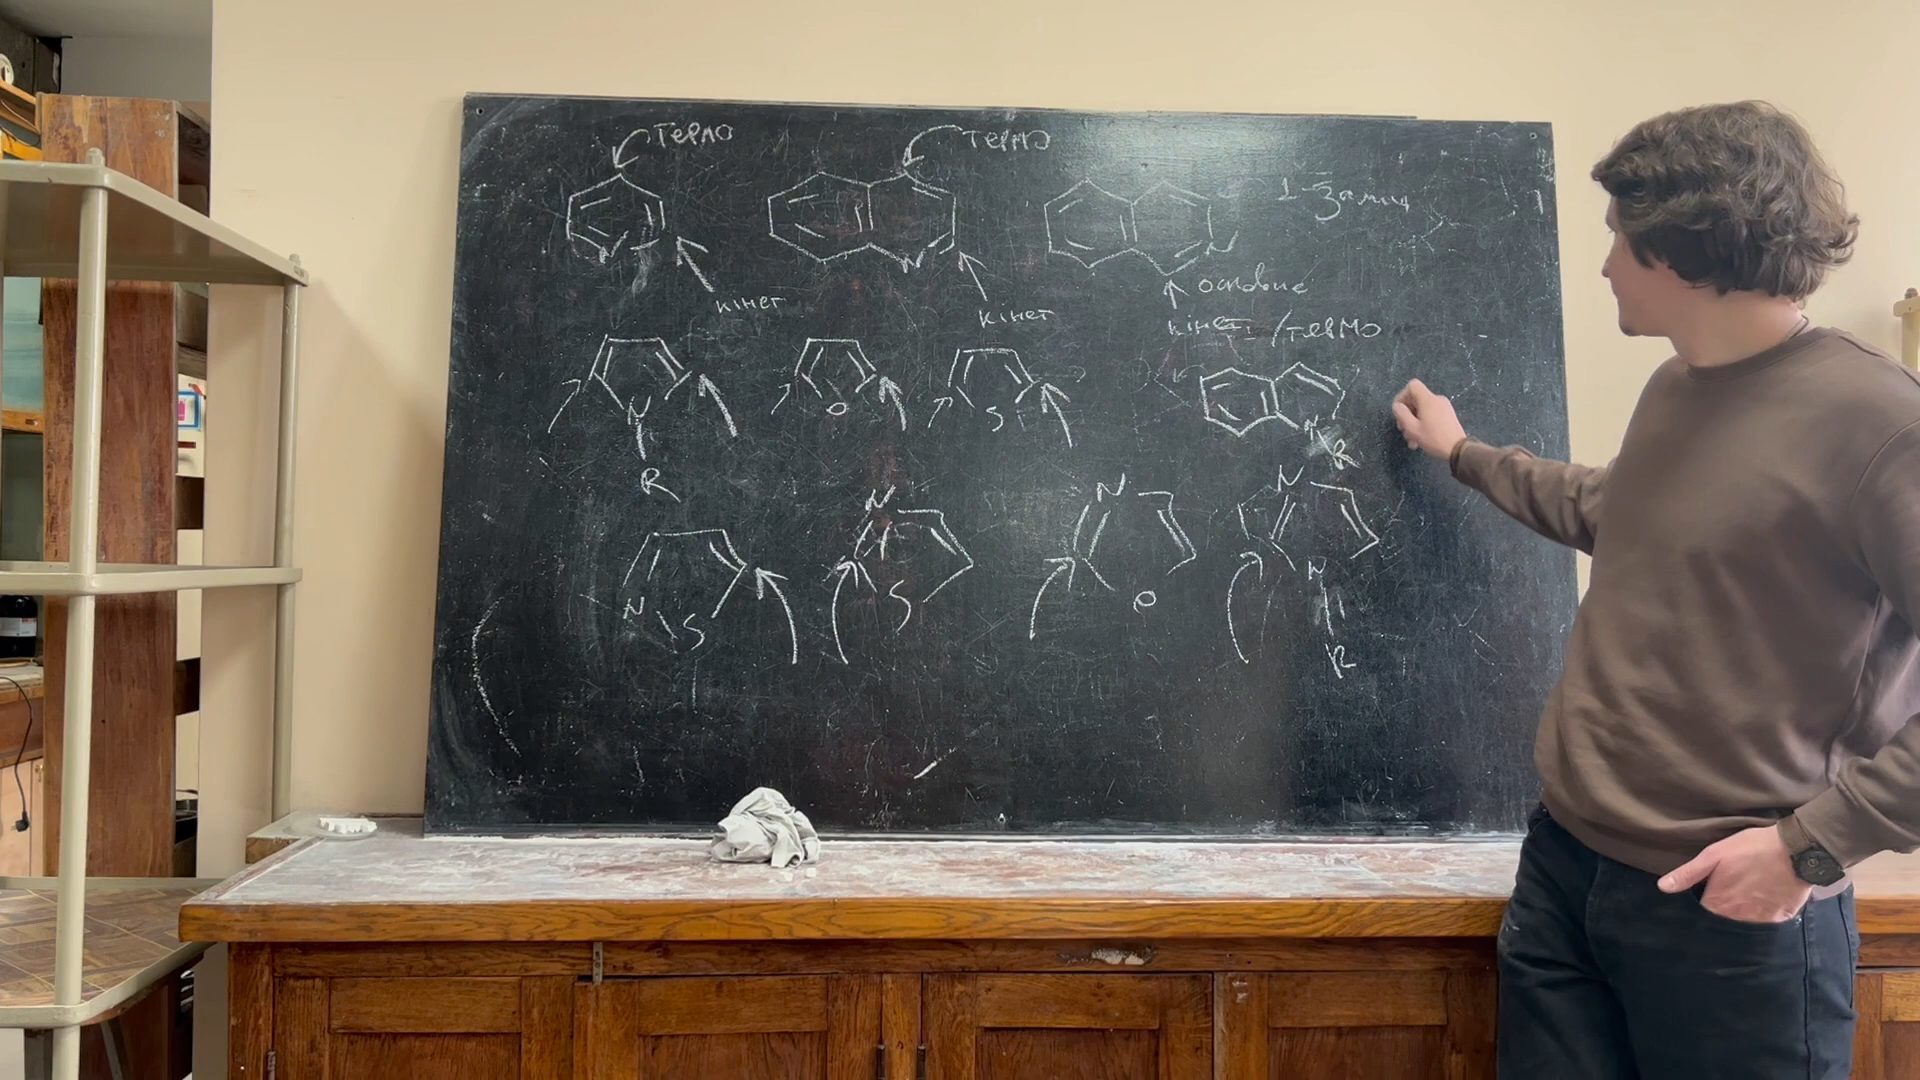 термо
термо
1-заміщ
N
N
N
кінет
кінет
основне
кінет / термо
N
R
O
S
N
R
N
S
N
S
N
O
N
N
R